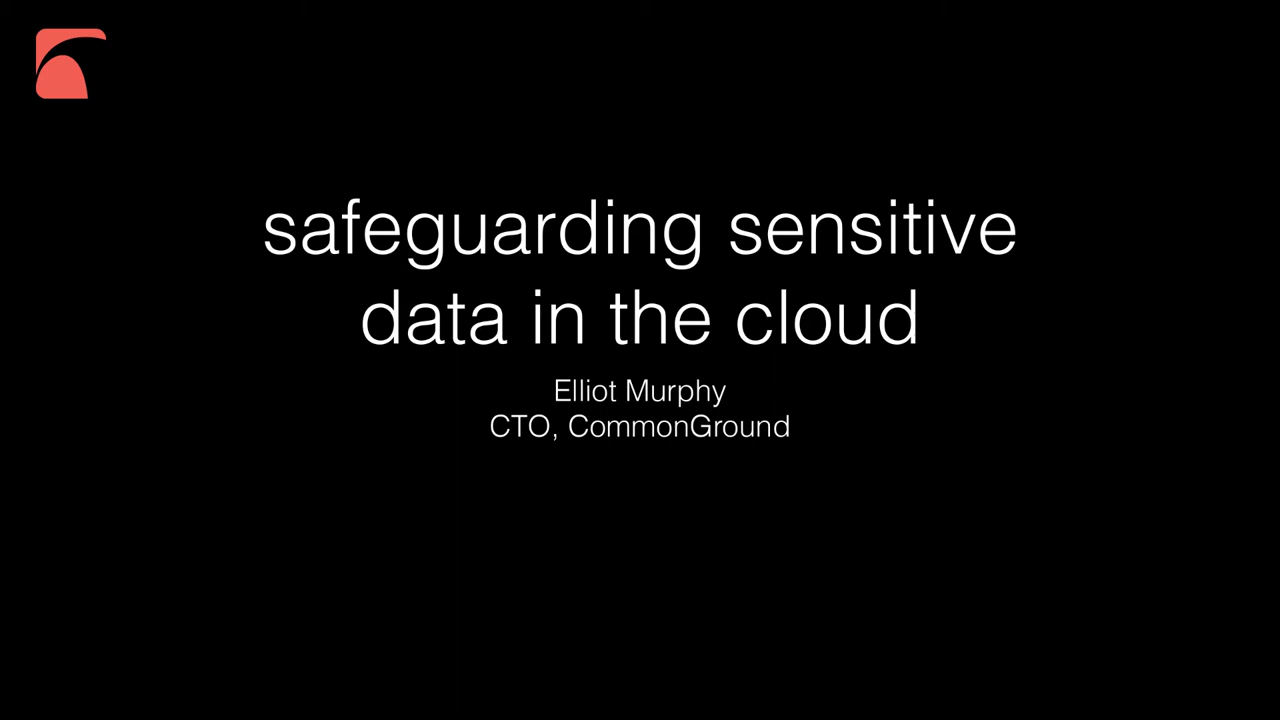 safeguarding sensitive
data in the cloud
Elliot Murphy
CTO, CommonGround